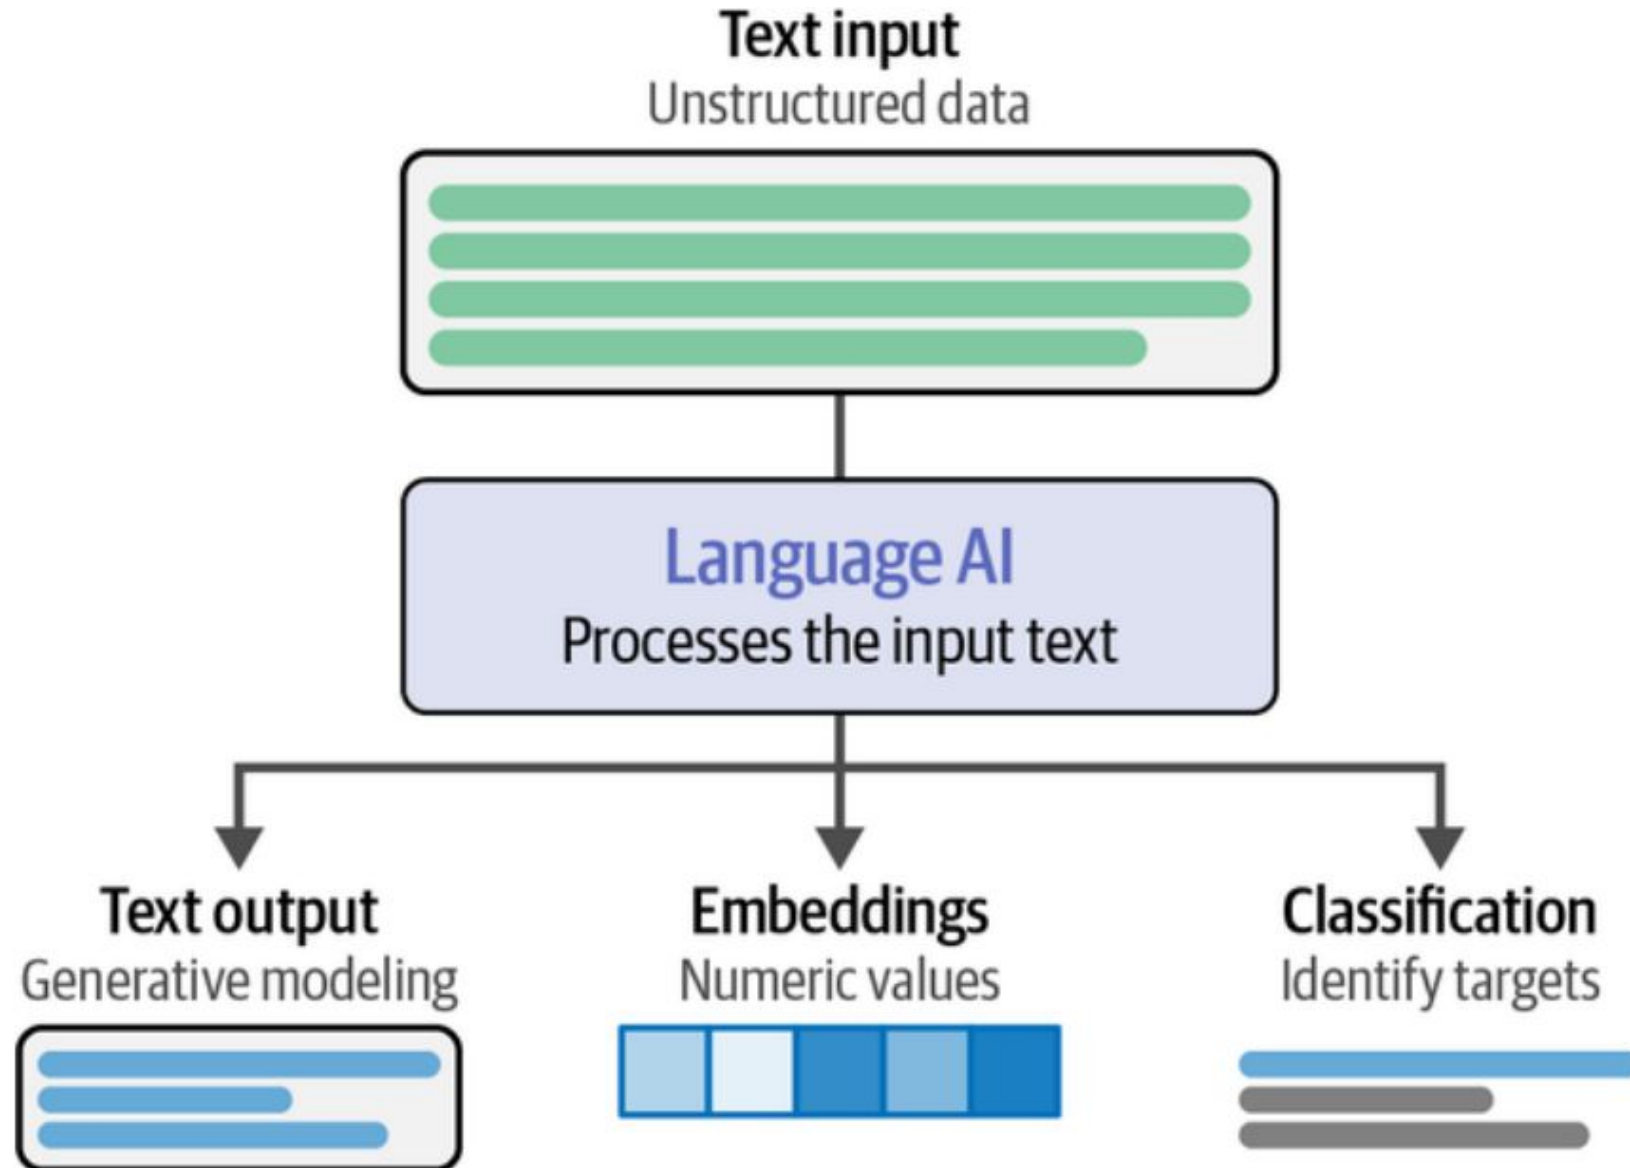 Text input
Unstructured data
Language AI
Processes the input text
Text output
Generative modeling
Embeddings
Numeric values
Classification
Identify targets